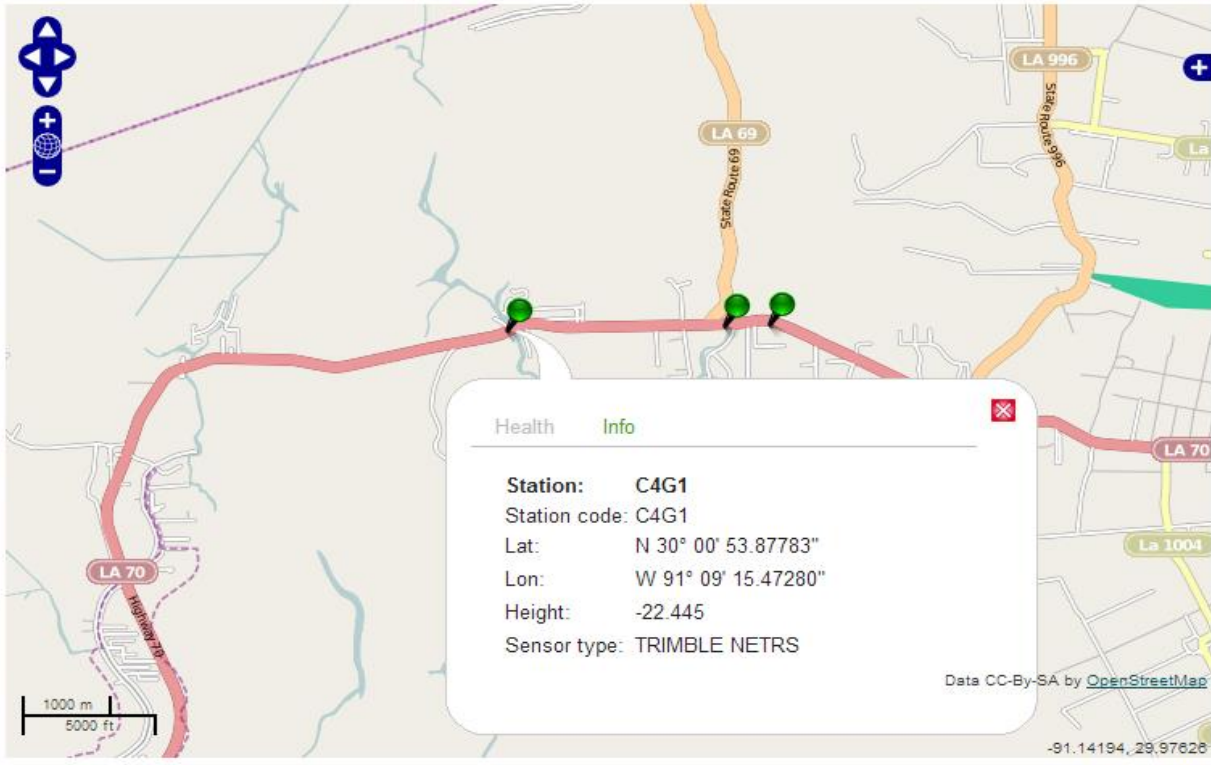 LA 996
State Route 996
La
LA 69
State Route 69
Health Info
LA 70
Station: C4G1
Station code: C4G1
Lat: N 30° 00' 53.87783"
Lon: W 91° 09' 15.47280"
Height: -22.445
Sensor type: TRIMBLE NETRS
La 1004
LA 70
Highway 70
Data CC-By-SA by OpenStreetMap
1000 m
5000 ft
-91.14194, 29.97626